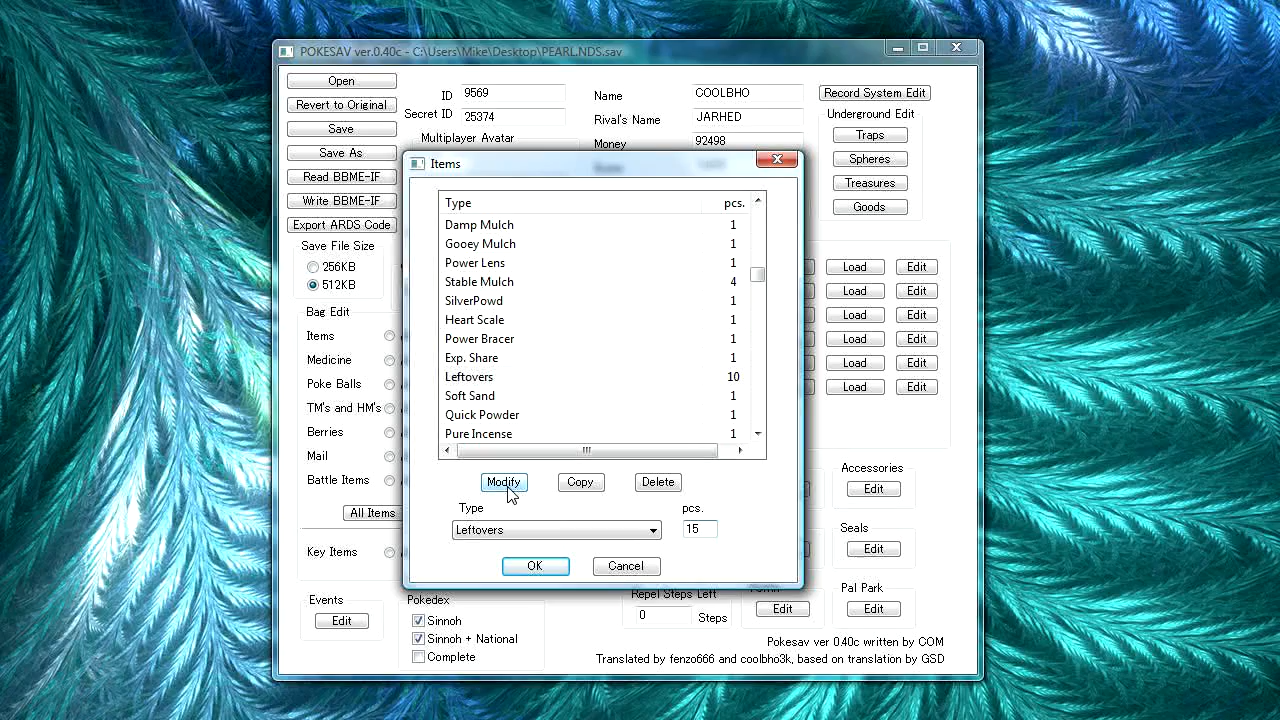 POKESAV ver.0.40c - C:\Users\Mike\Desktop\PEARL.NDS.sav
Open
Revert to Original
Save
Save As
Read BBME-IF
Write BBME-IF
Export ARDS Code
Save File Size
256KB
512KB
Bag Edit
Items
Medicine
Poke Balls
TM's and HM's
Berries
Mail
Battle Items
All Items
Key Items
Events
Edit
ID 9569
Secret ID 25374
Multiplayer Avatar
Name COOLBHO
Rival's Name JARHED
Money 92498
Record System Edit
Underground Edit
Traps
Spheres
Treasures
Goods
Items
Type pcs.
Damp Mulch 1
Gooey Mulch 1
Power Lens 1
Stable Mulch 4
SilverPowd 1
Heart Scale 1
Power Bracer 1
Exp. Share 1
Leftovers 10
Soft Sand 1
Quick Powder 1
Pure Incense 1
Modify Copy Delete
Type pcs.
Leftovers 15
OK Cancel
Load Edit
Load Edit
Load Edit
Load Edit
Load Edit
Load Edit
Accessories
Edit
Seals
Edit
Pokedex
Sinnoh
Sinnoh + National
Complete
Repel Steps Left
0 Steps
Edit
Pal Park
Edit
Pokesav ver 0.40c written by COM
Translated by fenzo666 and coolbho3k, based on translation by GSD